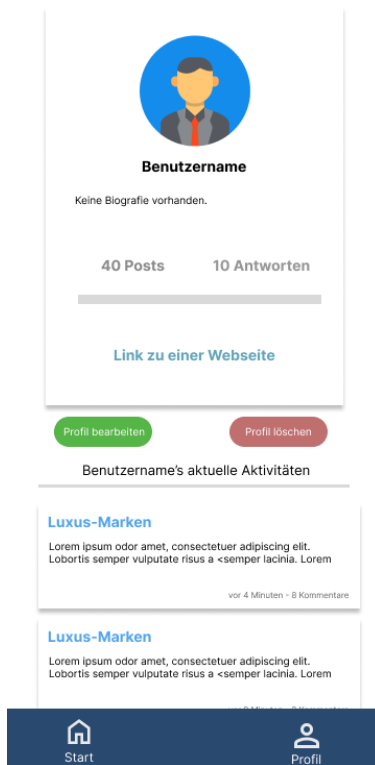 Benutzername
Keine Biografie vorhanden.
40 Posts 10 Antworten
Link zu einer Webseite
Profil bearbeiten Profil löschen
Benutzername's aktuelle Aktivitäten
Luxus-Marken
Lorem ipsum odor amet, consectetuer adipiscing elit.
Lobortis semper vulputate risus a <semper lacinia. Lorem
vor 4 Minuten - 8 Kommentare
Luxus-Marken
Lorem ipsum odor amet, consectetuer adipiscing elit.
Lobortis semper vulputate risus a <semper lacinia. Lorem
Start Profil